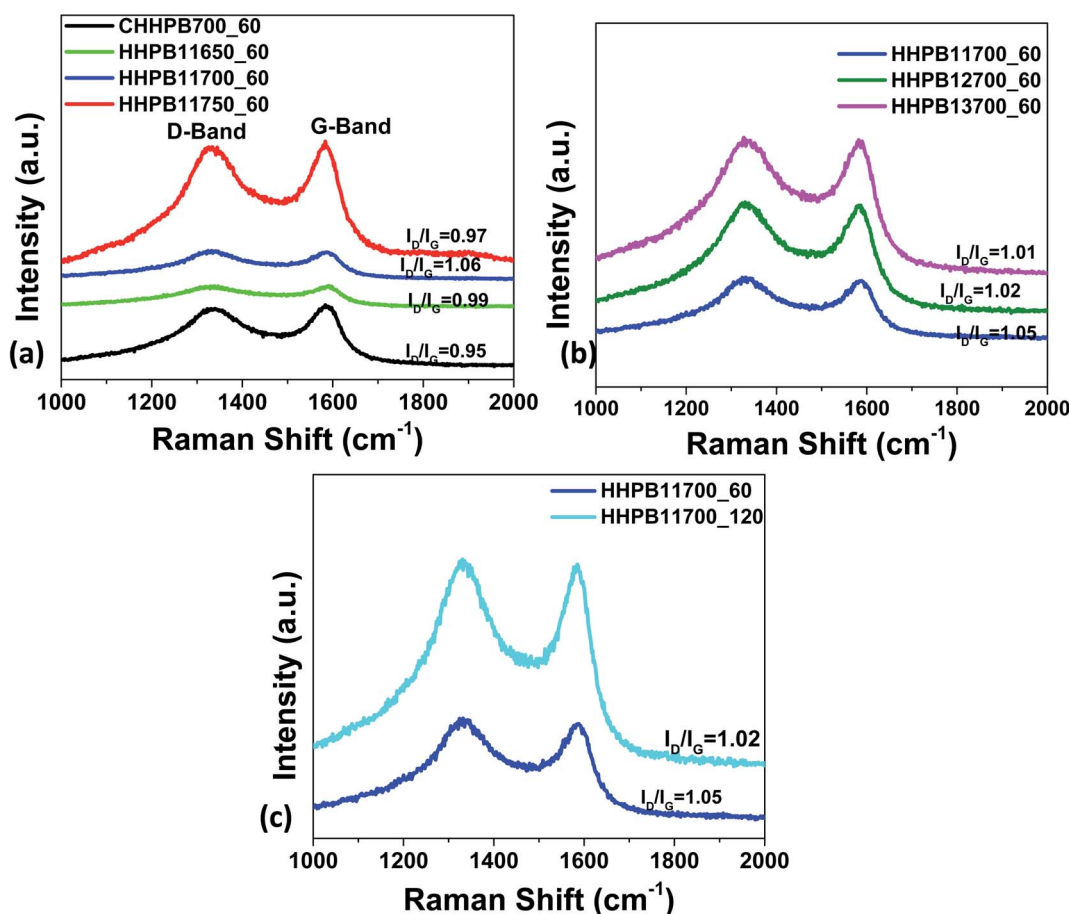 CHHPB700_60
HHPB11650_60
HHPB11700_60
HHPB11750_60
D-Band G-Band
I_D/I_G=0.97
I_D/I_G=1.06
I_D/I_G=0.99
I_D/I_G=0.95
Intensity (a.u.)
(a)
1000 1200 1400 1600 1800 2000
Raman Shift (cm⁻¹)
HHPB11700_60
HHPB12700_60
HHPB13700_60
I_D/I_G=1.01
I_D/I_G=1.02
I_D/I_G=1.05
Intensity (a.u.)
(b)
1000 1200 1400 1600 1800 2000
Raman Shift (cm⁻¹)
HHPB11700_60
HHPB11700_120
I_D/I_G=1.02
I_D/I_G=1.05
Intensity (a.u.)
(c)
1000 1200 1400 1600 1800 2000
Raman Shift (cm⁻¹)